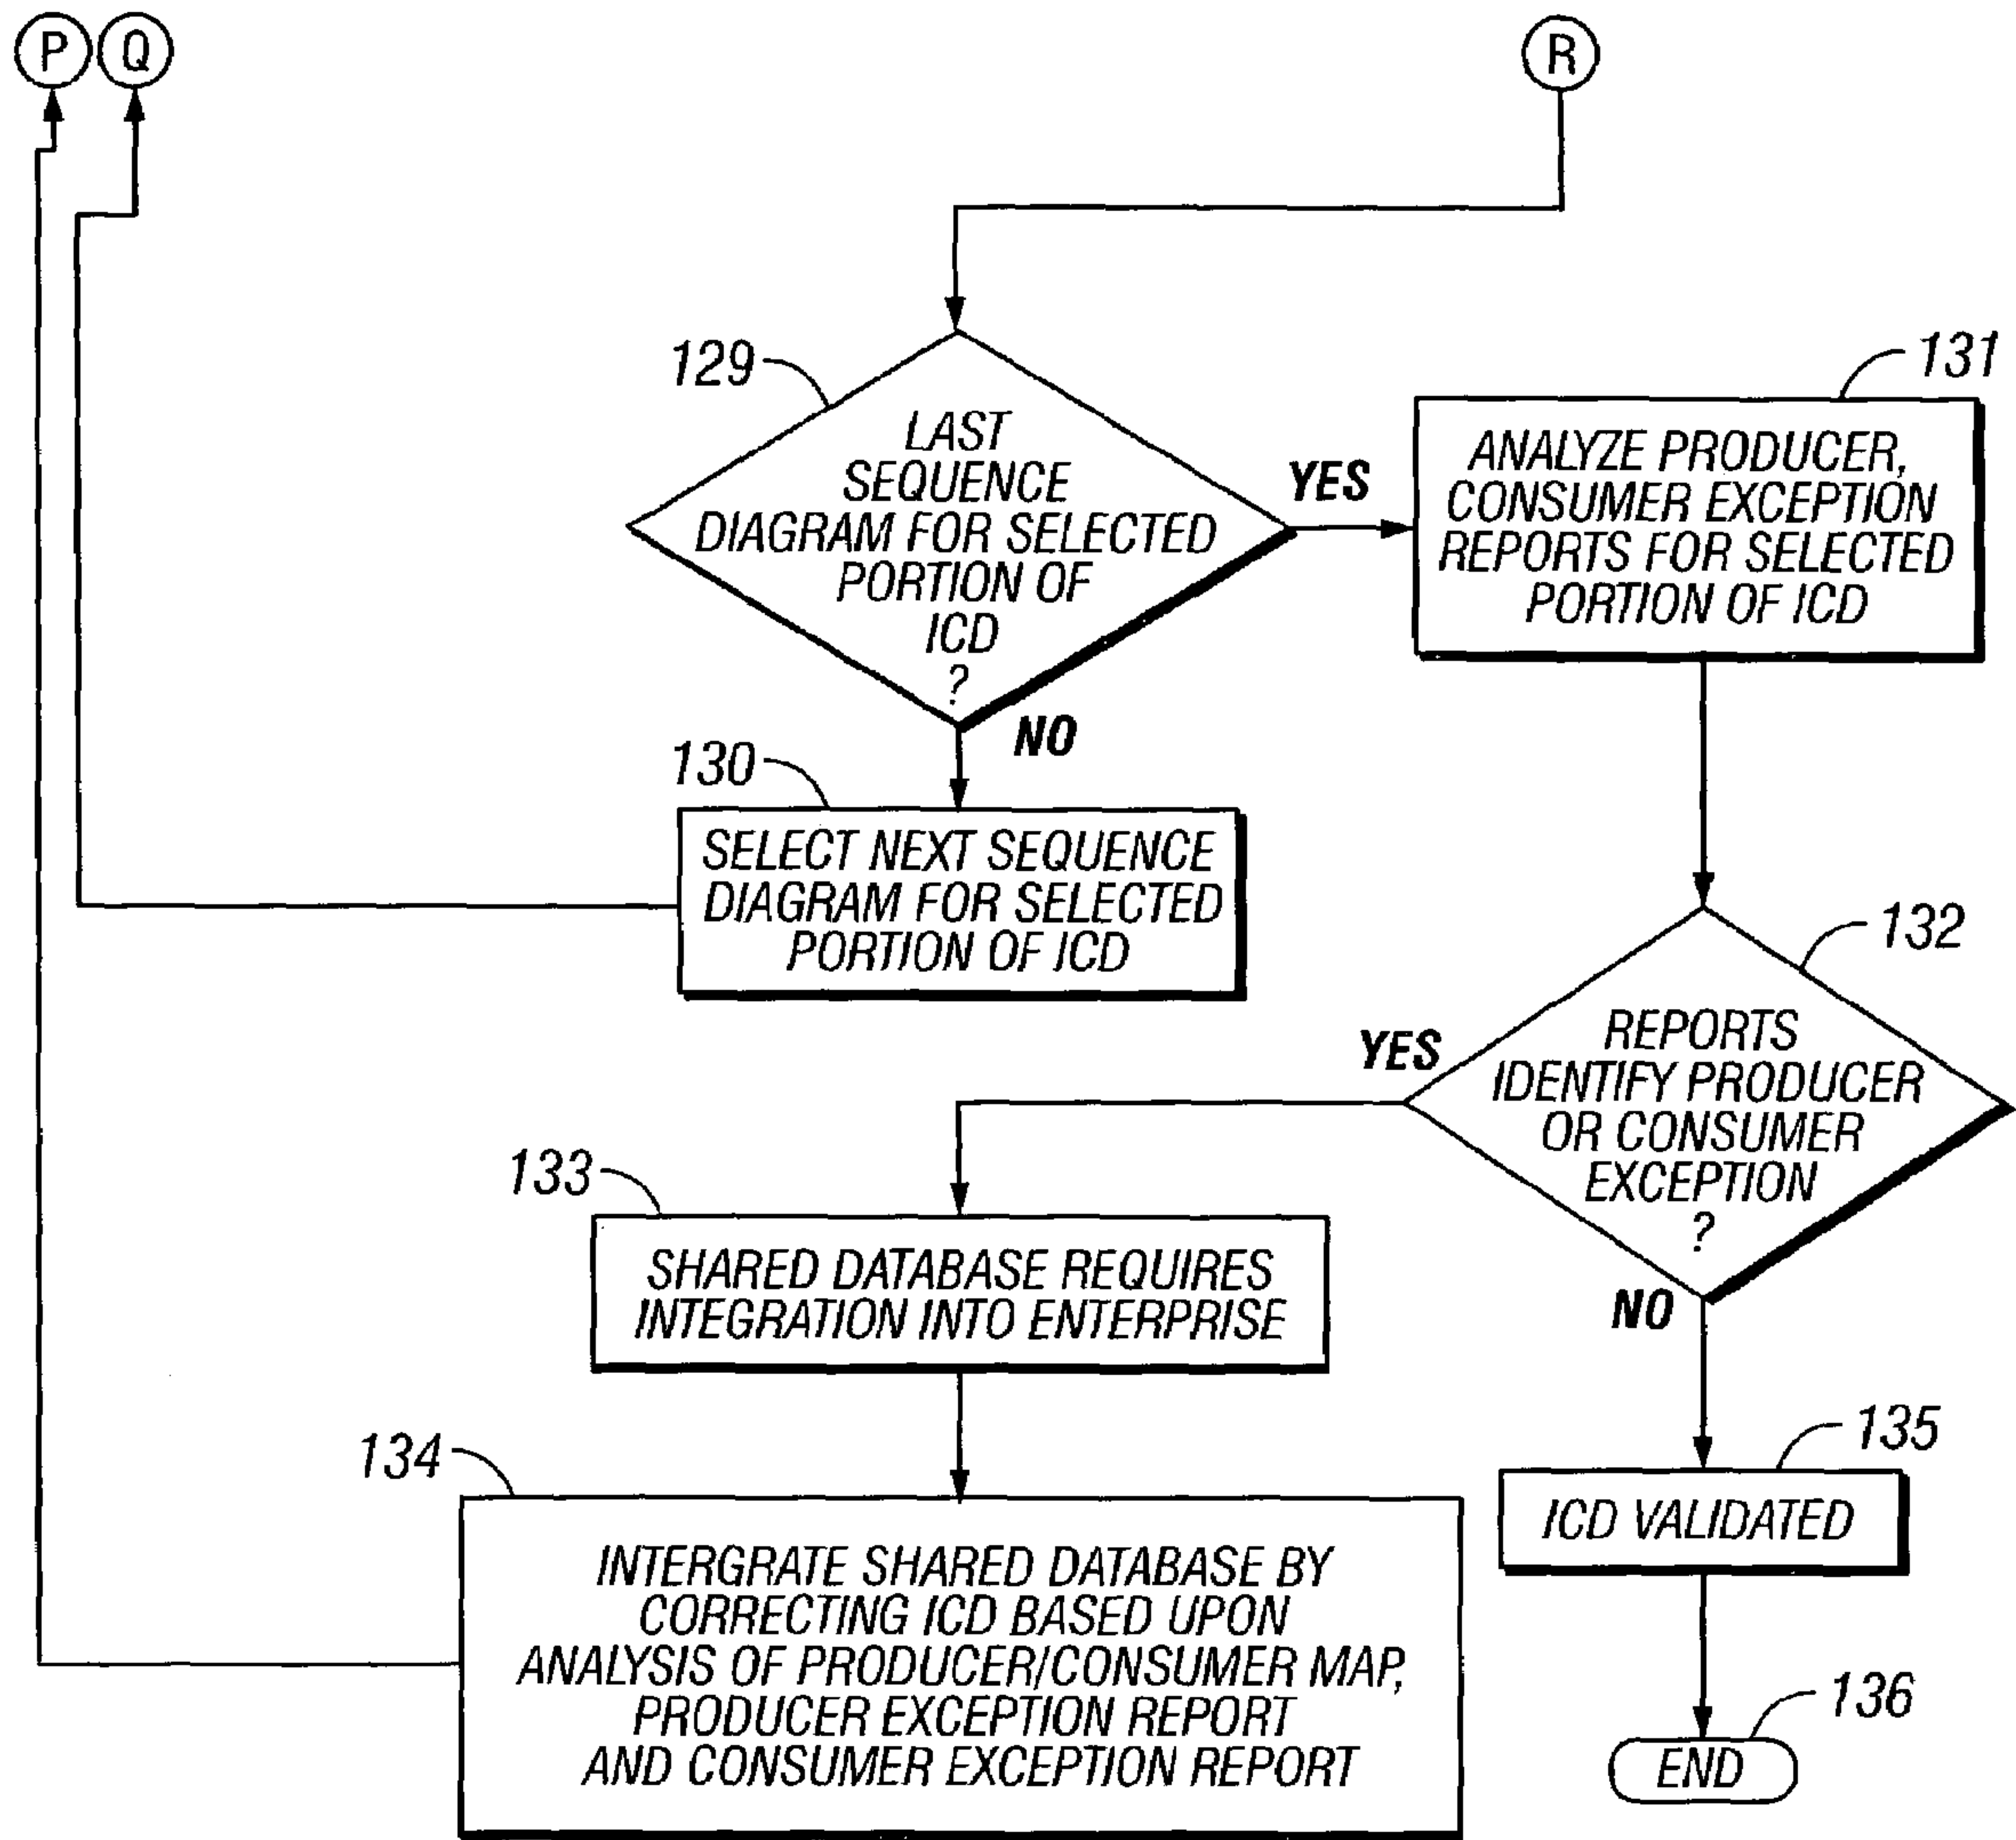 P
Q
R
129
LAST
SEQUENCE
DIAGRAM FOR SELECTED
PORTION OF
ICD
?
YES
NO
131
ANALYZE PRODUCER,
CONSUMER EXCEPTION
REPORTS FOR SELECTED
PORTION OF ICD
130
SELECT NEXT SEQUENCE
DIAGRAM FOR SELECTED
PORTION OF ICD
132
REPORTS
IDENTIFY PRODUCER
OR CONSUMER
EXCEPTION
?
YES
NO
133
SHARED DATABASE REQUIRES
INTEGRATION INTO ENTERPRISE
134
INTERGRATE SHARED DATABASE BY
CORRECTING ICD BASED UPON
ANALYSIS OF PRODUCER/CONSUMER MAP,
PRODUCER EXCEPTION REPORT
AND CONSUMER EXCEPTION REPORT
135
ICD VALIDATED
136
END